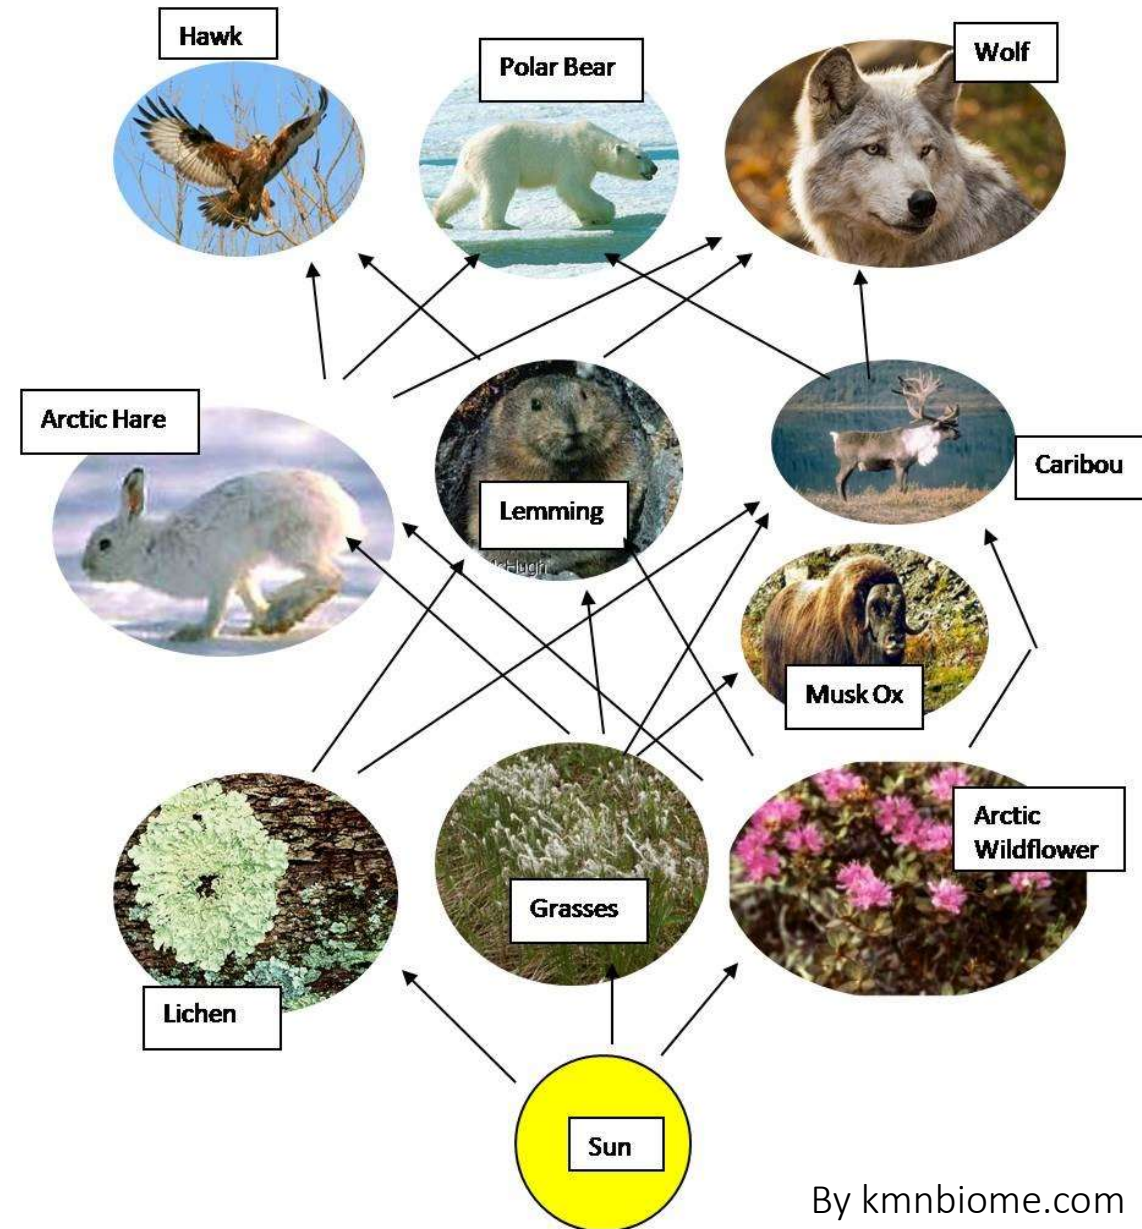 Hawk
Polar Bear
Wolf
Arctic Hare
Lemming
Caribou
Musk Ox
Arctic
Wildflower
s
Grasses
Lichen
Sun
By kmnbiome.com